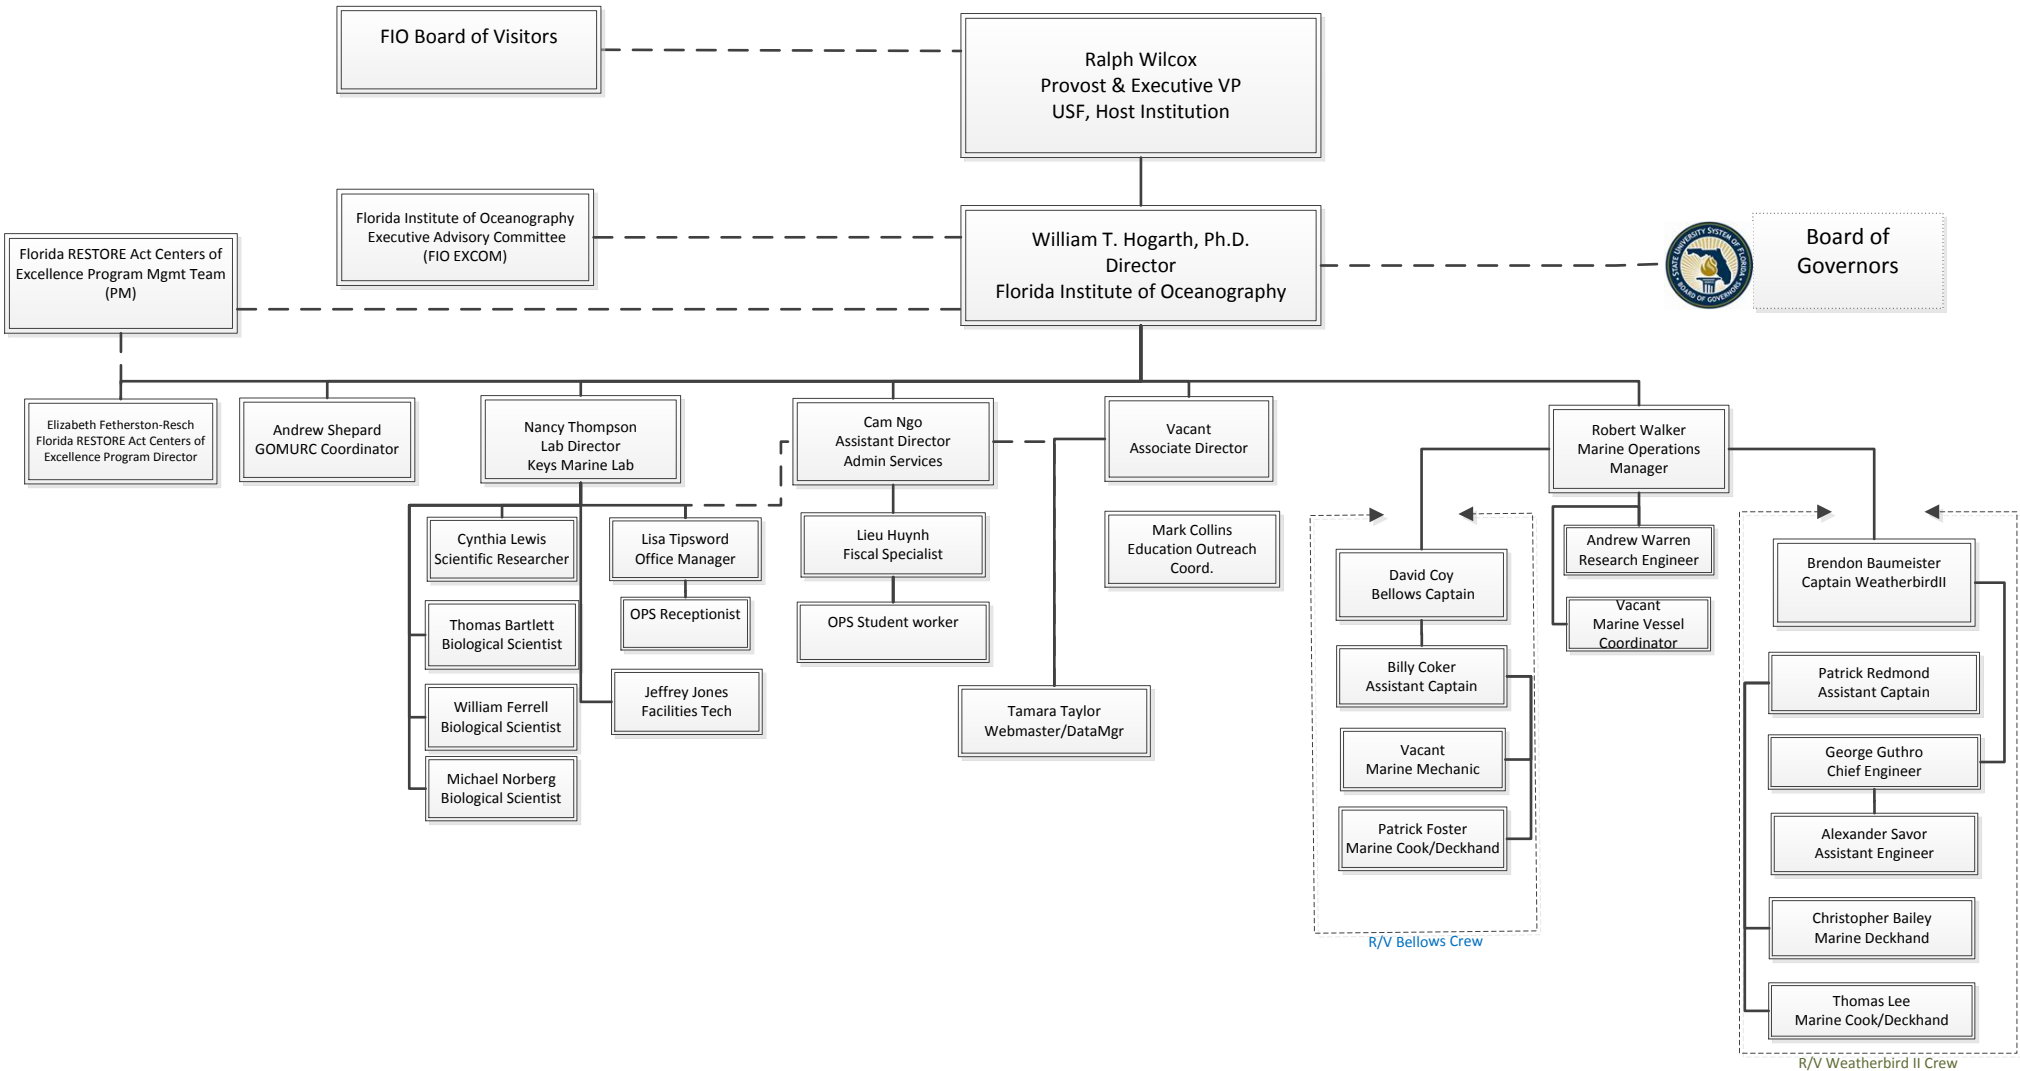 FIO Board of Visitors
Ralph Wilcox
Provost & Executive VP
USF, Host Institution
Florida Institute of Oceanography
Executive Advisory Committee
(FIO EXCOM)
William T. Hogarth, Ph.D.
Director
Florida Institute of Oceanography
STATE UNIVERSITY SYSTEM OF FLORIDA
BOARD OF GOVERNORS
Board of
Governors
Florida RESTORE Act Centers of
Excellence Program Mgmt Team
(PM)
Elizabeth Fetherston-Resch
Florida RESTORE Act Centers of
Excellence Program Director
Andrew Shepard
GOMURC Coordinator
Nancy Thompson
Lab Director
Keys Marine Lab
Cam Ngo
Assistant Director
Admin Services
Vacant
Associate Director
Robert Walker
Marine Operations
Manager
Cynthia Lewis
Scientific Researcher
Thomas Bartlett
Biological Scientist
William Ferrell
Biological Scientist
Michael Norberg
Biological Scientist
Lisa Tipsword
Office Manager
OPS Receptionist
Jeffrey Jones
Facilities Tech
Lieu Huynh
Fiscal Specialist
OPS Student worker
Mark Collins
Education Outreach
Coord.
Tamara Taylor
Webmaster/DataMgr
David Coy
Bellows Captain
Billy Coker
Assistant Captain
Vacant
Marine Mechanic
Patrick Foster
Marine Cook/Deckhand
R/V Bellows Crew
Andrew Warren
Research Engineer
Vacant
Marine Vessel
Coordinator
Brendon Baumeister
Captain WeatherbirdII
Patrick Redmond
Assistant Captain
George Guthro
Chief Engineer
Alexander Savor
Assistant Engineer
Christopher Bailey
Marine Deckhand
Thomas Lee
Marine Cook/Deckhand
R/V Weatherbird II Crew